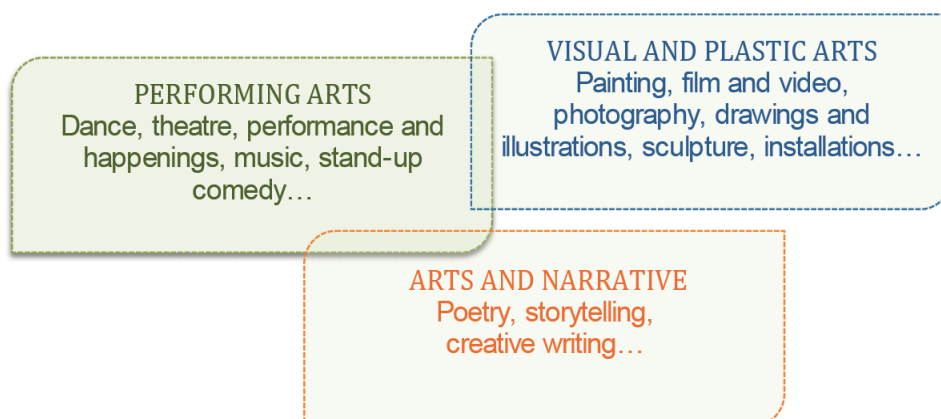 PERFORMING ARTS
Dance, theatre, performance and
happenings, music, stand-up
comedy…
VISUAL AND PLASTIC ARTS
Painting, film and video,
photography, drawings and
illustrations, sculpture, installations…
ARTS AND NARRATIVE
Poetry, storytelling,
creative writing…